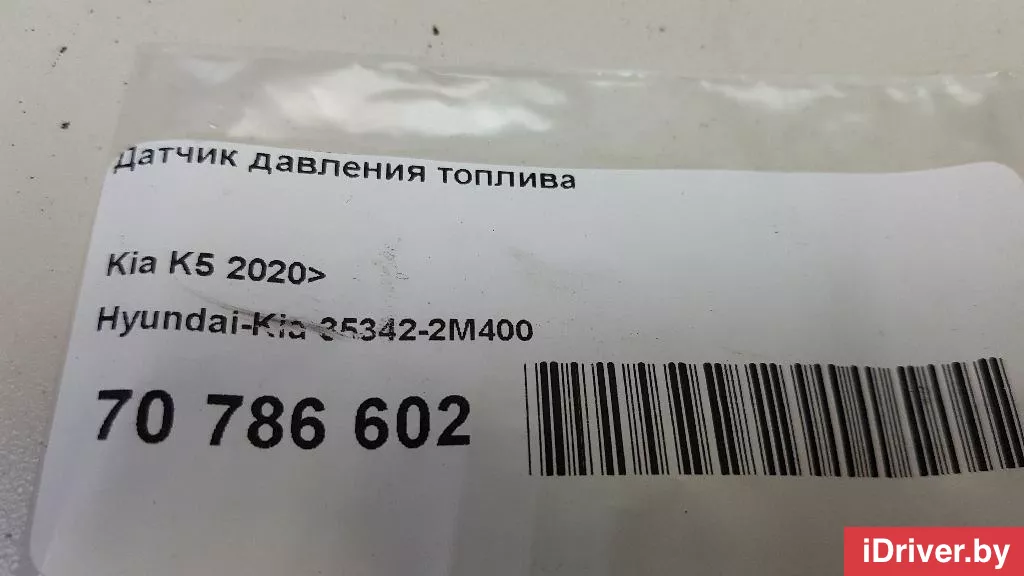 Датчик давления топлива
Kia K5 2020>
Hyundai-Kia 35342-2M400
70 786 602
iDriver.by